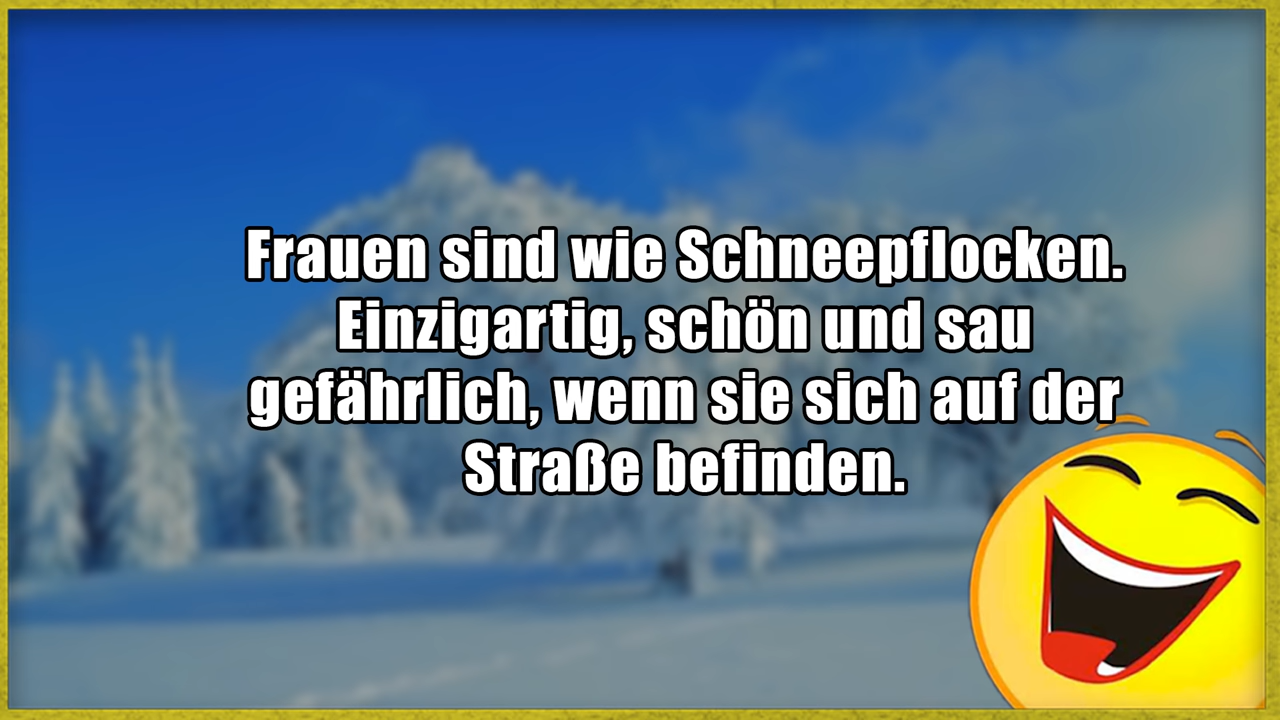 Frauen sind wie Schneepflocken.
Einzigartig, schön und sau
gefährlich, wenn sie sich auf der
Straße befinden.